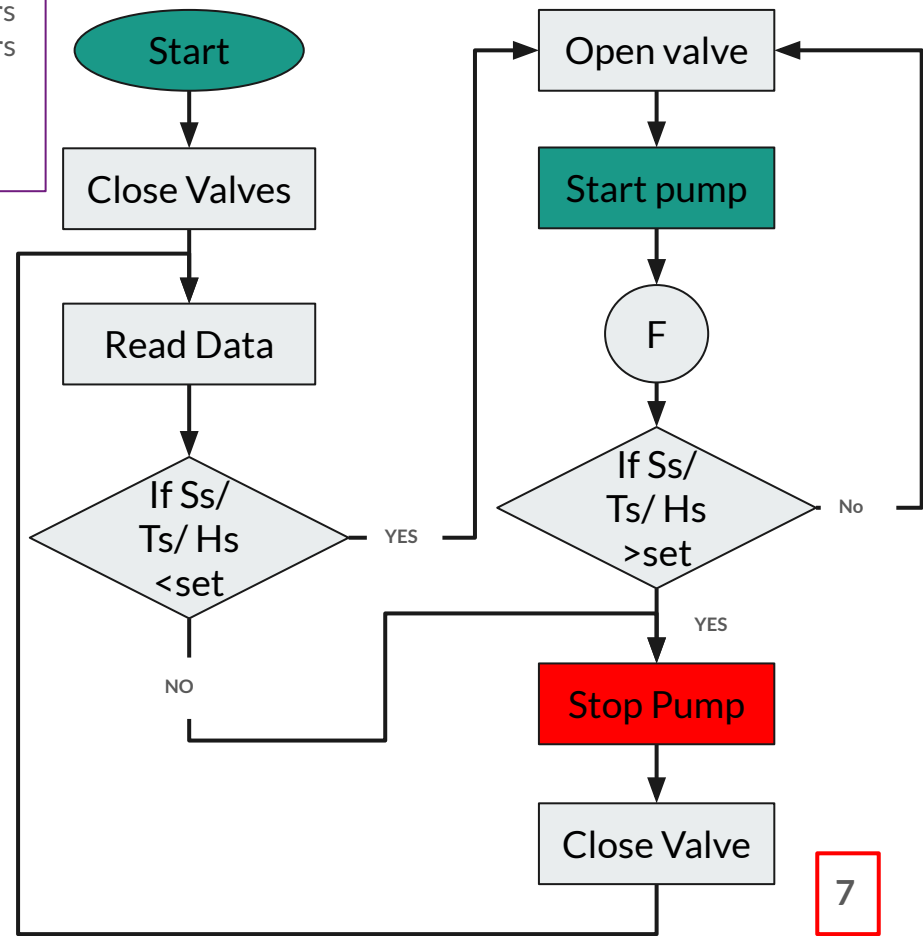 Start
Close Valves
Read Data
If Ss/
Ts/ Hs
<set
YES
NO
Open valve
Start pump
F
If Ss/
Ts/ Hs
>set
No
YES
Stop Pump
Close Valve
7